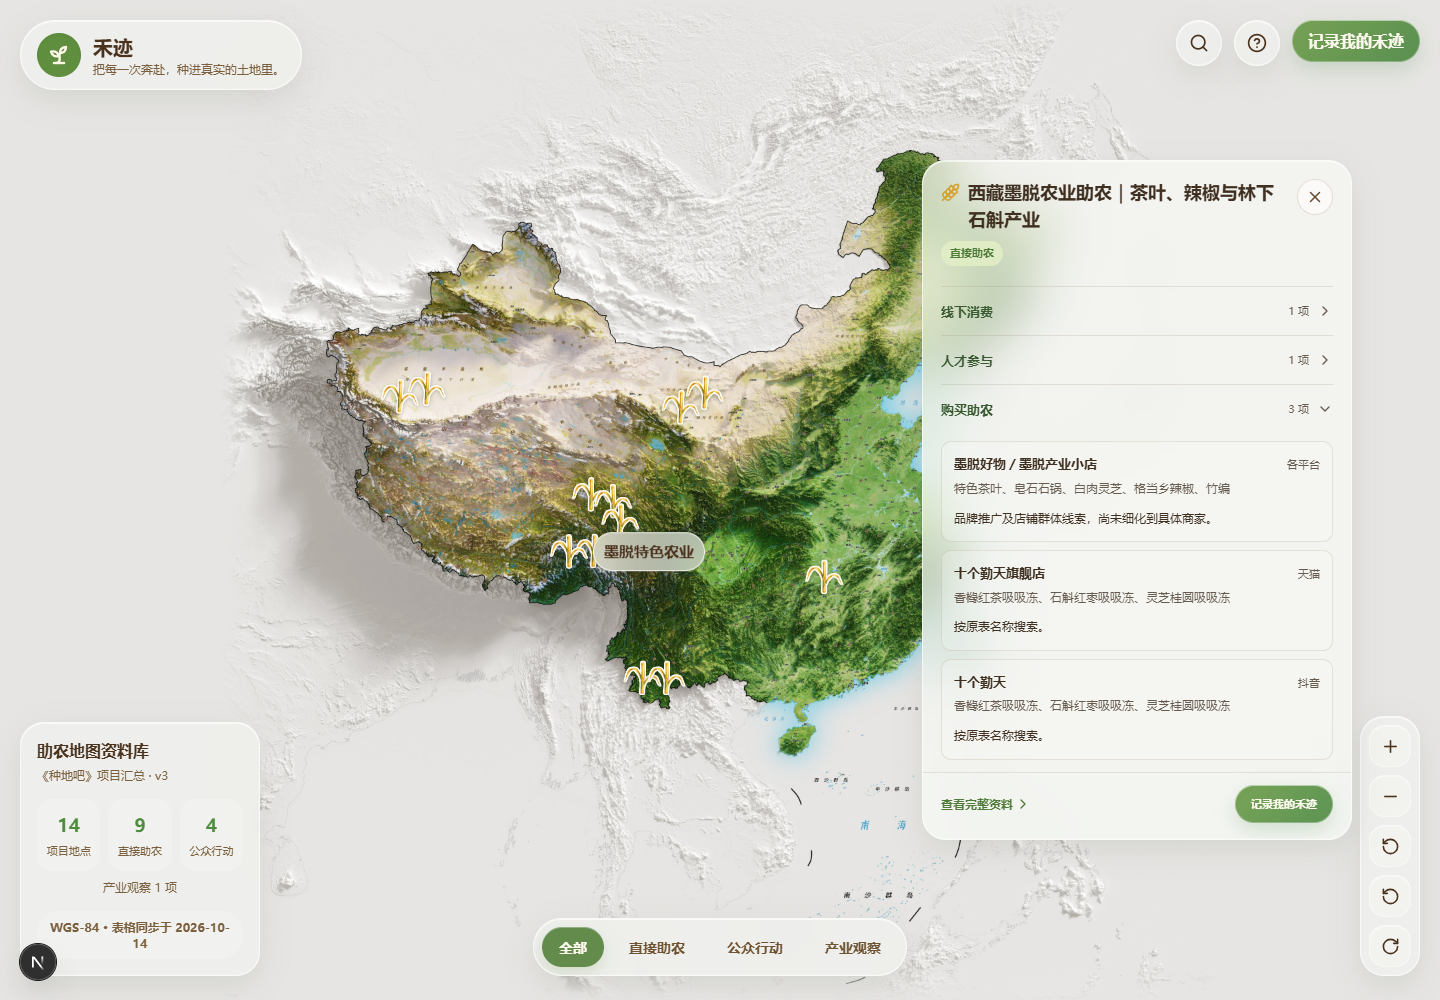 禾迹
把每一次奔赴，种进真实的土地里。
记录我的禾迹
西藏墨脱农业助农｜茶叶、辣椒与林下
石斛产业
直接助农
线下消费
1 项
人才参与
1 项
购买助农
3 项
墨脱好物 / 墨脱产业小店
各平台
特色茶叶、皂石石锅、白肉灵芝、格当乡辣椒、竹编
品牌推广及店铺群体线索，尚未细化到具体商家。
十个勤天旗舰店
天猫
香橼红茶吸吸冻、石斛红枣吸吸冻、灵芝桂圆吸吸冻
按原表名称搜索。
十个勤天
抖音
香橼红茶吸吸冻、石斛红枣吸吸冻、灵芝桂圆吸吸冻
按原表名称搜索。
查看完整资料
记录我的禾迹
墨脱特色农业
南 海
南 沙 群 岛
助农地图资料库
《种地吧》项目汇总 · v3
14
项目地点
9
直接助农
4
公众行动
产业观察 1 项
WGS-84 • 表格同步于 2026-10-
14
N
全部
直接助农
公众行动
产业观察